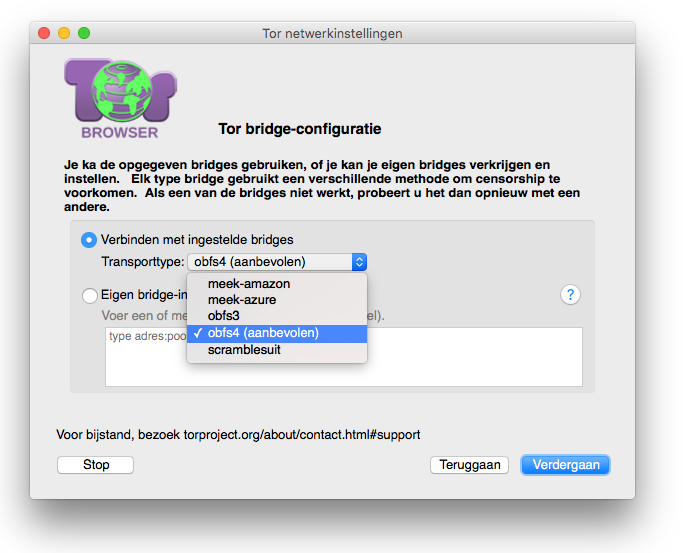 Tor netwerkinstellingen
Tor
BROWSER
Tor bridge-configuratie
Je ka de opgegeven bridges gebruiken, of je kan je eigen bridges verkrijgen en
instellen. Elk type bridge gebruikt een verschillende methode om censorship te
voorkomen. Als een van de bridges niet werkt, probeert u het dan opnieuw met een
andere.
Verbinden met ingestelde bridges
Transporttype: obfs4 (aanbevolen)
meek-amazon
meek-azure
obfs3
✓ obfs4 (aanbevolen)
scramblesuit
Eigen bridge-in
?
Voer een of me el).
type adres:poo
Voor bijstand, bezoek torproject.org/about/contact.html#support
Stop
Teruggaan
Verdergaan